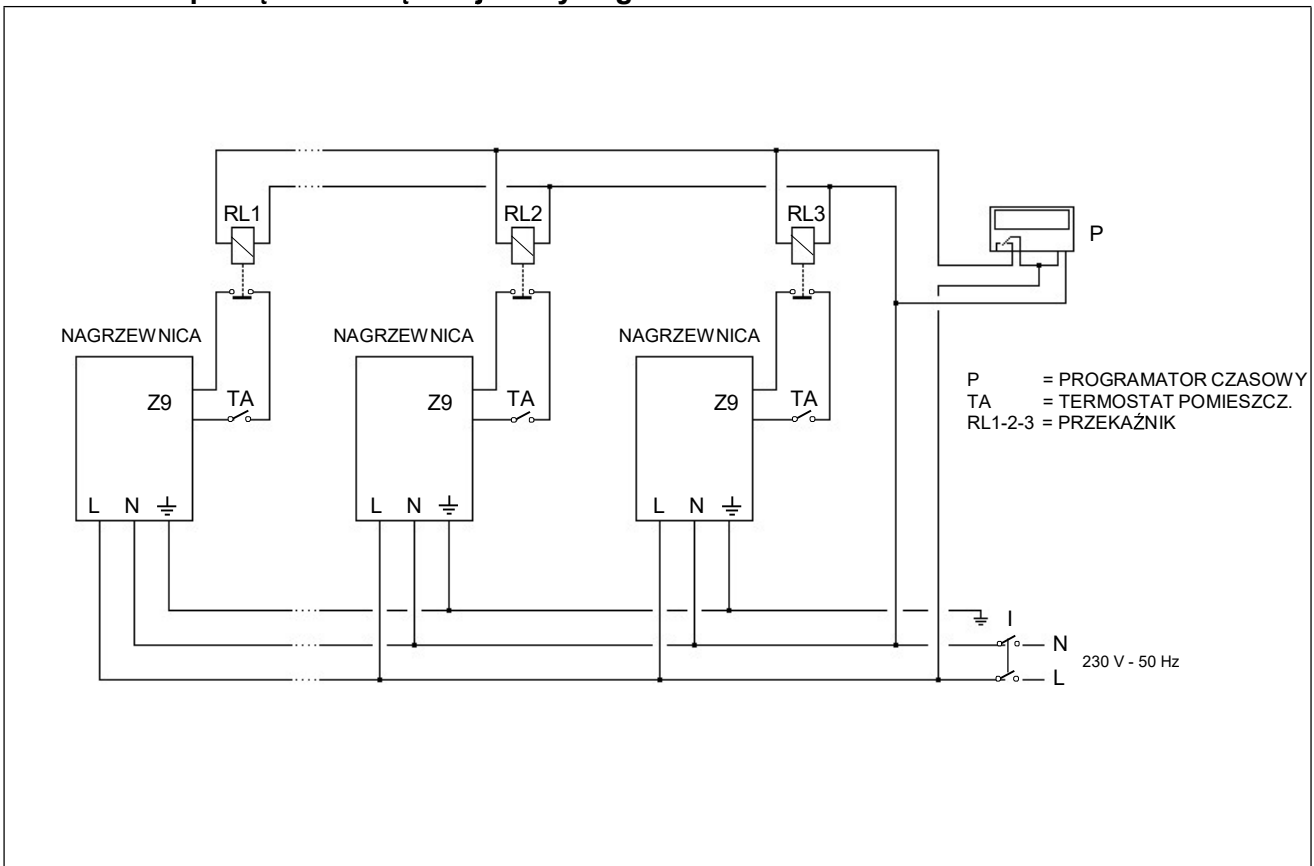 RL1 RL2 RL3
P
NAGRZEWNICA NAGRZEWNICA NAGRZEWNICA
Z9 TA Z9 TA Z9 TA
P = PROGRAMATOR CZASOWY
TA = TERMOSTAT POMIESZCZ.
RL1-2-3 = PRZEKAŹNIK
L N L N L N
I
N
230 V - 50 Hz
L